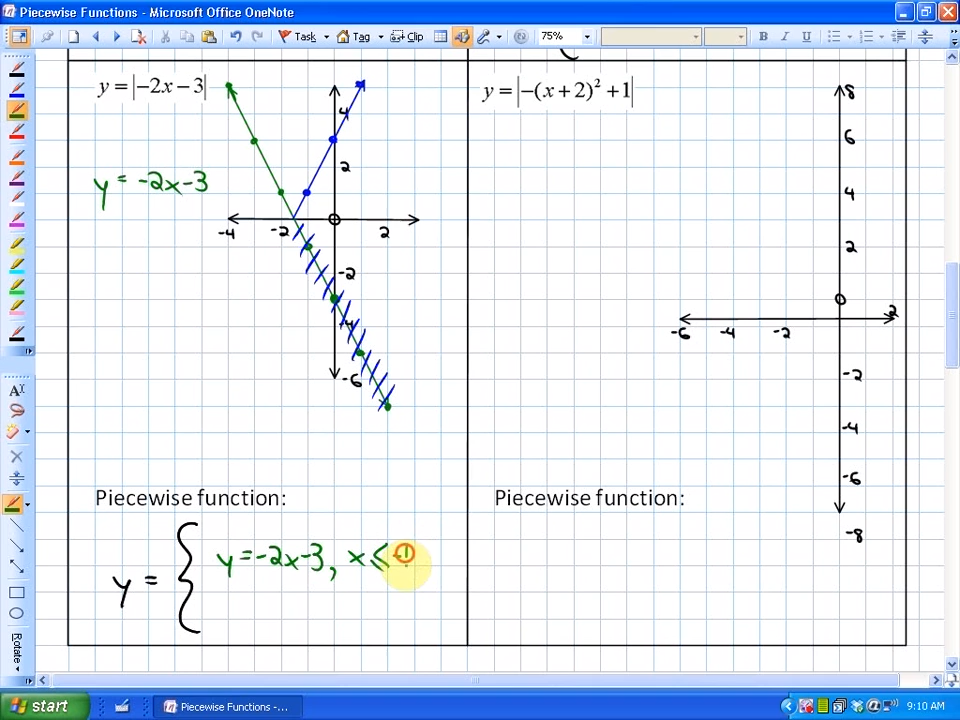 Piecewise Functions - Microsoft Office OneNote
Task
Tag
Clip
75%
B I U
y = |−2x − 3|
y = |−(x + 2)² + 1|
8
4
6
y = -2x-3
2
4
2
-4
-2
2
0
-2
-6
-4
-2
2
-4
-2
-6
-4
-6
Piecewise function:
Piecewise function:
-8
y = { y = -2x-3, x ≤ -1
Rotate
start
Piecewise Functions -...
9:10 AM